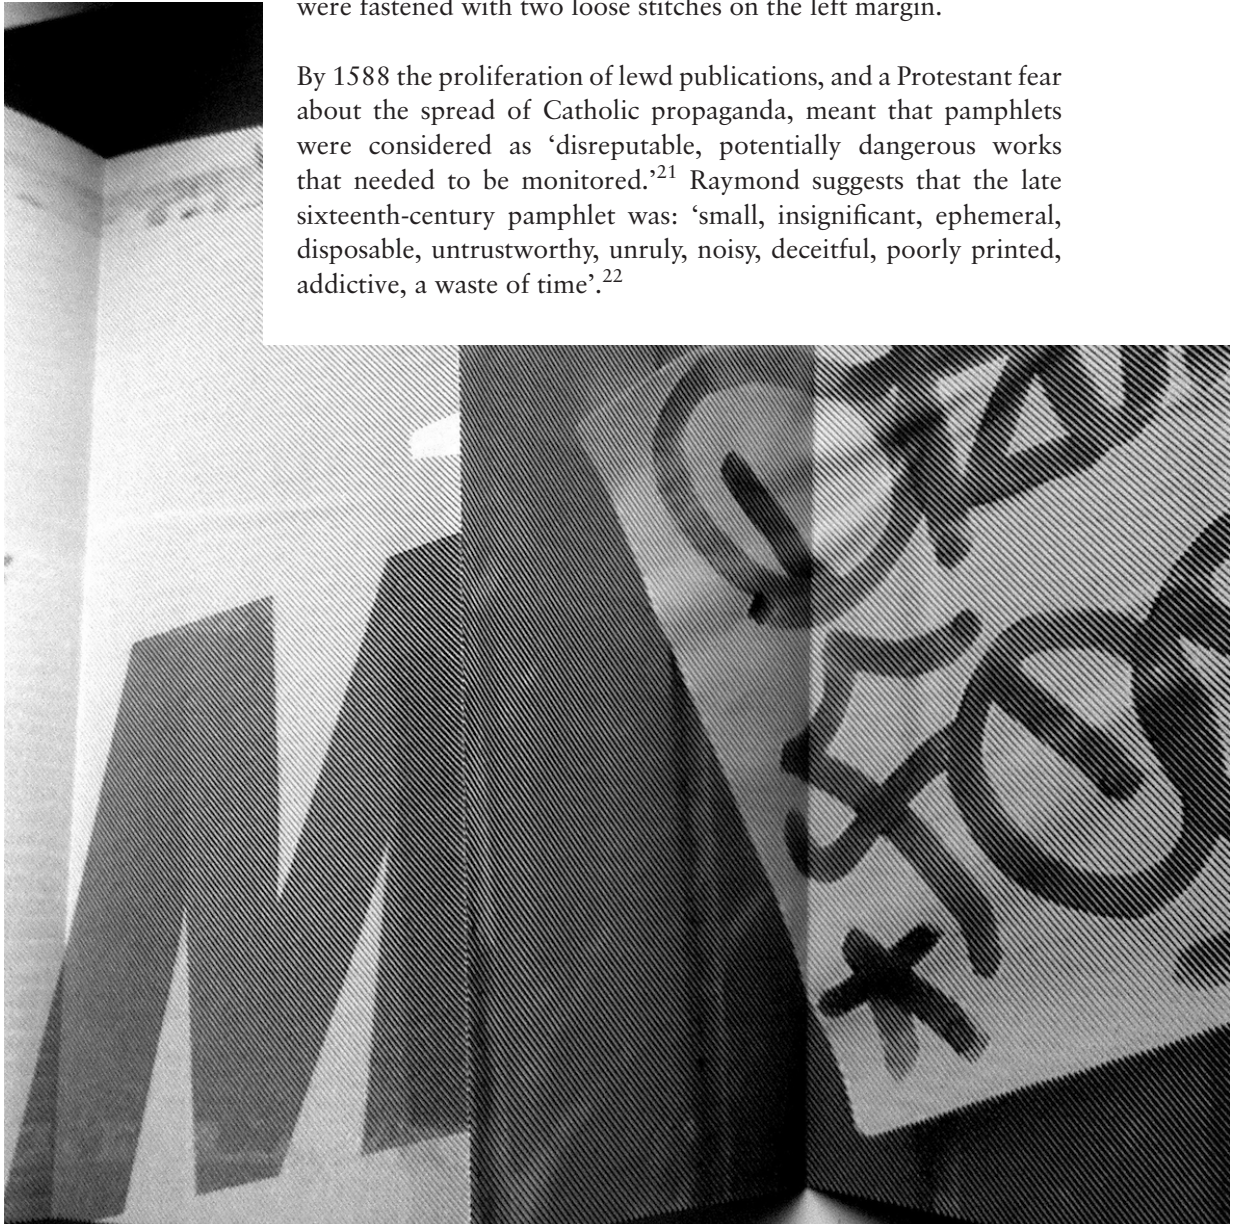 were fastened with two loose stitches on the left margin.
By 1588 the proliferation of lewd publications, and a Protestant fear
about the spread of Catholic propaganda, meant that pamphlets
were considered as ‘disreputable, potentially dangerous works
that needed to be monitored.’21 Raymond suggests that the late
sixteenth-century pamphlet was: ‘small, insignificant, ephemeral,
disposable, untrustworthy, unruly, noisy, deceitful, poorly printed,
addictive, a waste of time’.22
M